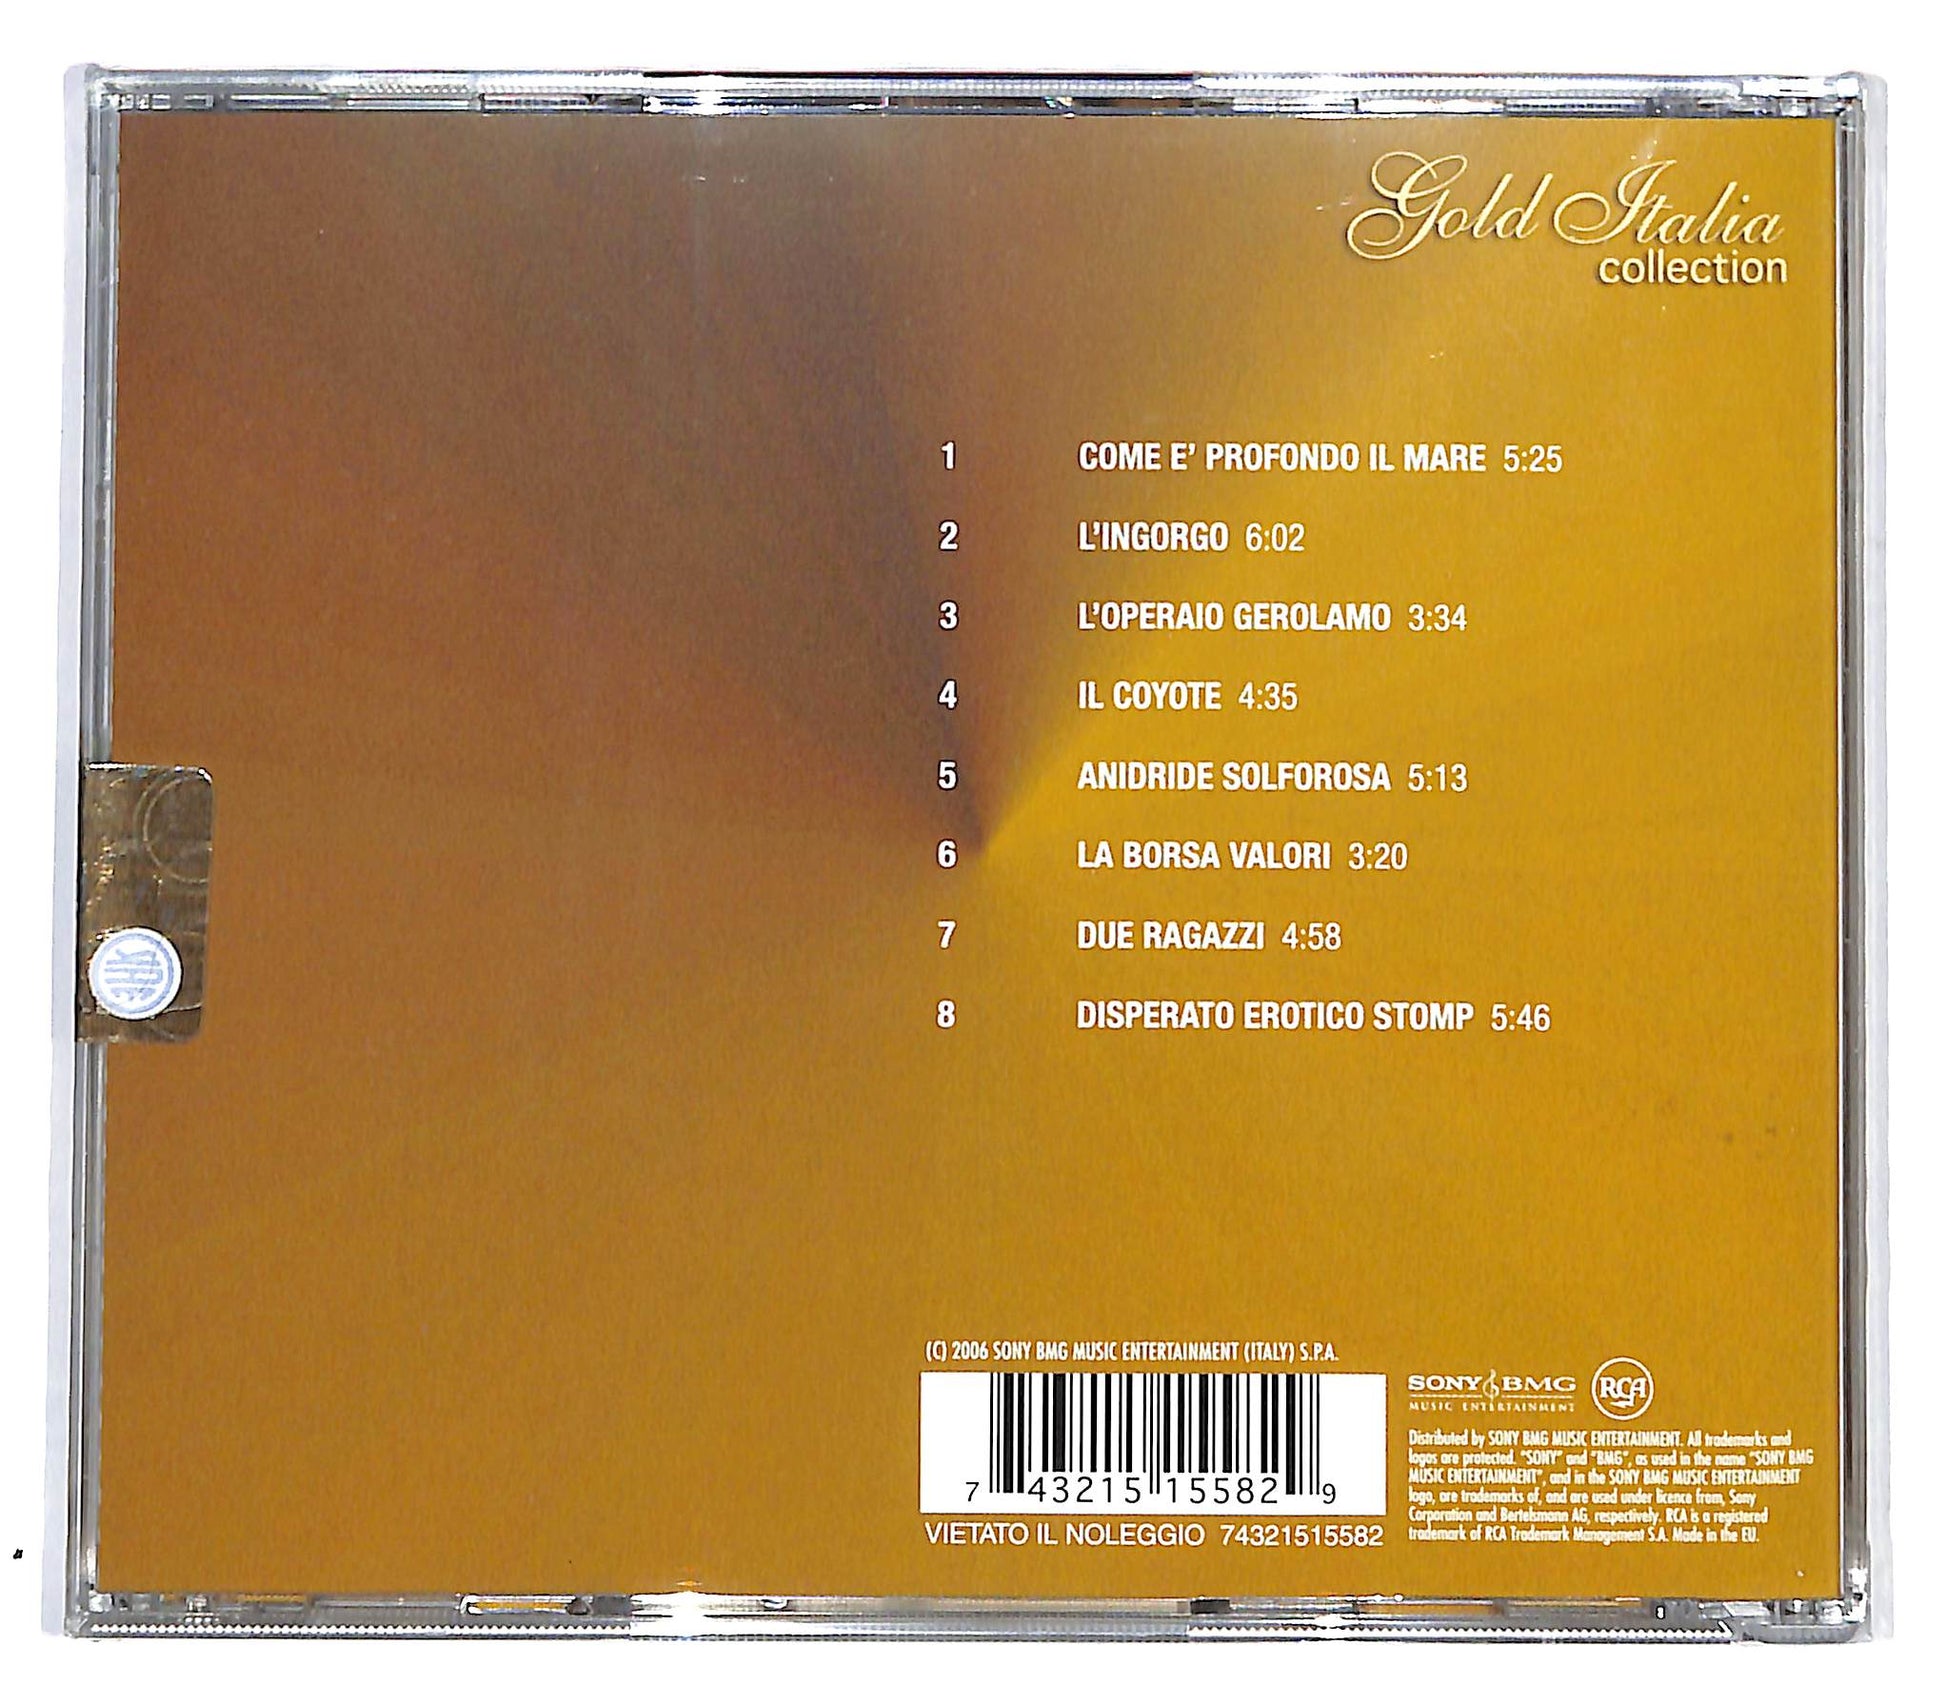 Gold Italia
collection
1 COME E' PROFONDO IL MARE 5:25
2 L'INGORGO 6:02
3 L'OPERAIO GEROLAMO 3:34
4 IL COYOTE 4:35
5 ANIDRIDE SOLFOROSA 5:13
6 LA BORSA VALORI 3:20
7 DUE RAGAZZI 4:58
8 DISPERATO EROTICO STOMP 5:46
(C) 2006 SONY BMG MUSIC ENTERTAINMENT (ITALY) S.P.A.
7 43215 15582 9
VIETATO IL NOLEGGIO 74321515582
SONY BMG
MUSIC ENTERTAINMENT
RCA
Distributed by SONY BMG MUSIC ENTERTAINMENT. All trademarks and
logos are protected. "SONY" and "BMG", as used in the name "SONY BMG
MUSIC ENTERTAINMENT", and in the SONY BMG MUSIC ENTERTAINMENT
logo, are trademarks of, and are used under licence from, Sony
Corporation and Bertelsmann AG, respectively. RCA is a registered
trademark of RCA Trademark Management S.A. Made in the EU.